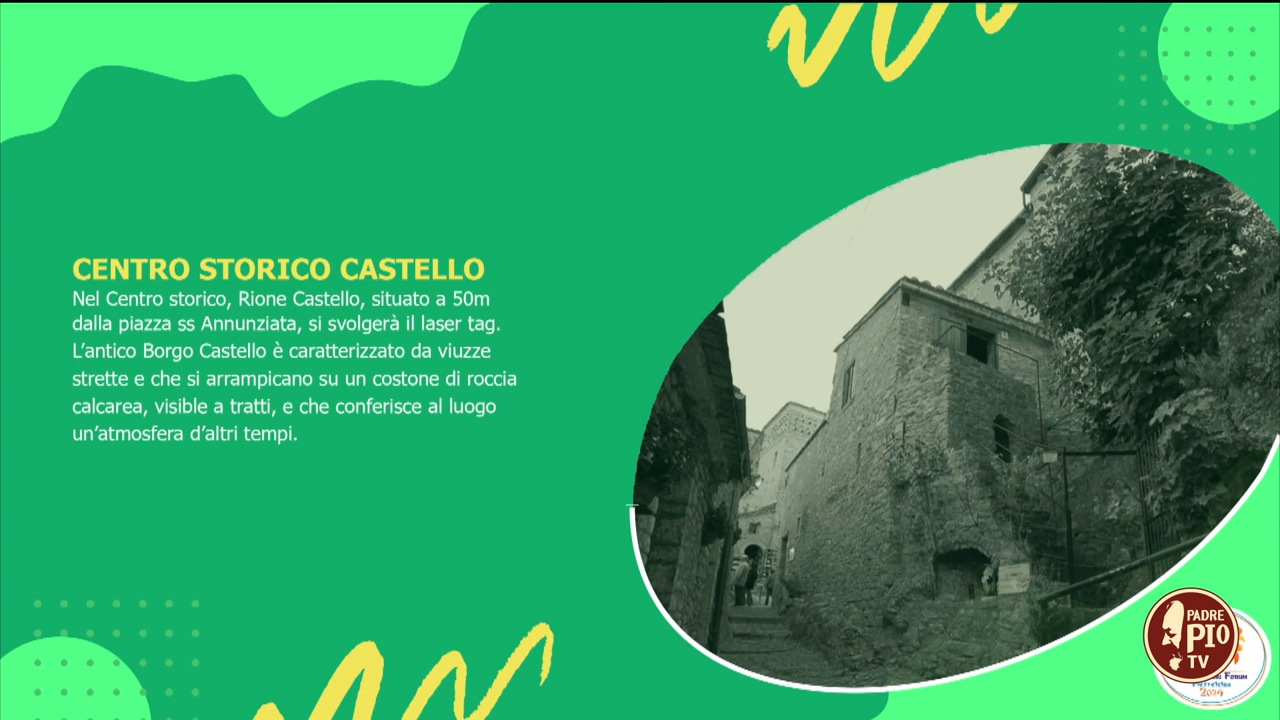 CENTRO STORICO CASTELLO
Nel Centro storico, Rione Castello, situato a 50m
dalla piazza ss Annunziata, si svolgerà il laser tag.
L’antico Borgo Castello è caratterizzato da viuzze
strette e che si arrampicano su un costone di roccia
calcarea, visible a tratti, e che conferisce al luogo
un’atmosfera d’altri tempi.
PADRE
PIO
TV
Forum
2024